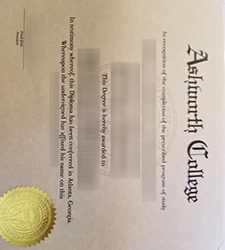 Ashworth College
In recognition of the completion of the prescribed program of study
This Degree is hereby awarded to
In testimony whereof, this Diploma has been conferred in Atlanta, Georgia
Whereupon the undersigned has affixed his name on this
President